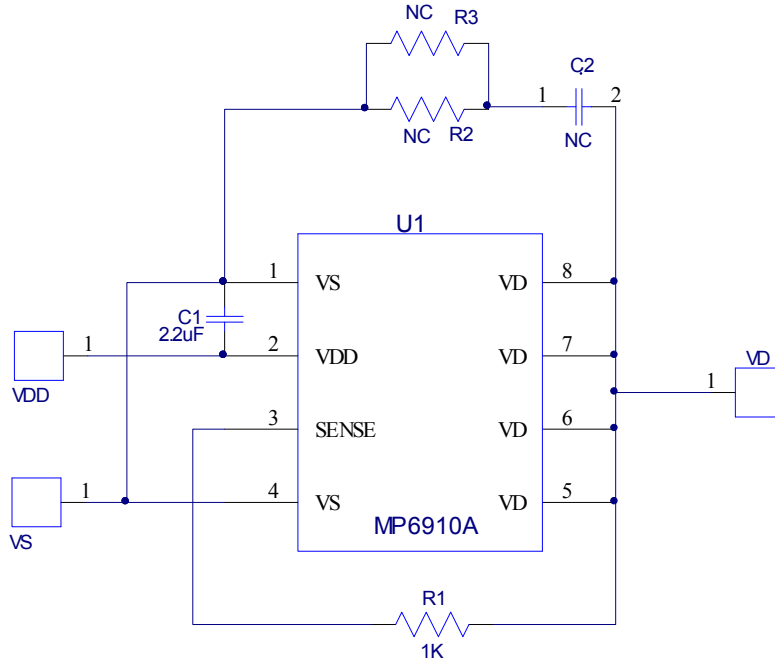 NC R3
C2
1 2
NC R2
NC
U1
1 VS VD 8
C1
2.2uF
1 2 VDD VD 7
VDD
VD
1
3 SENSE VD 6
1 4 VS VD 5
VS
MP6910A
R1
1K